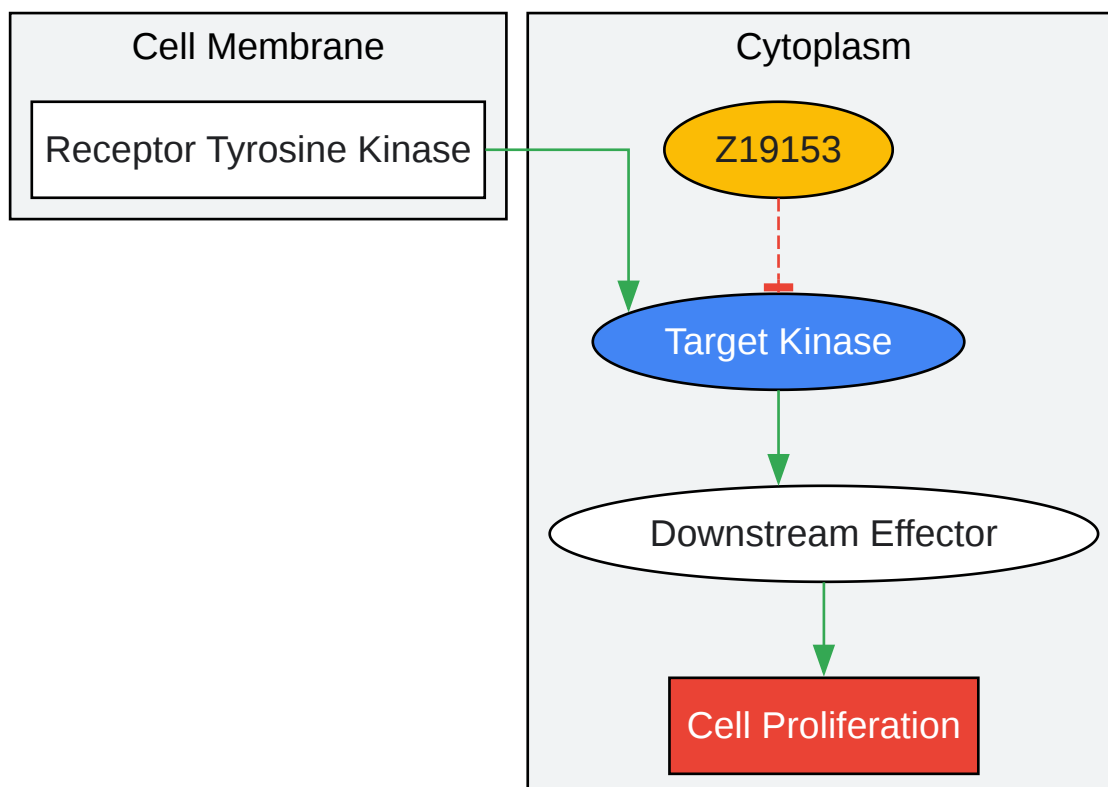 Cell Membrane
Receptor Tyrosine Kinase
Cytoplasm
Z19153
Target Kinase
Downstream Effector
Cell Proliferation